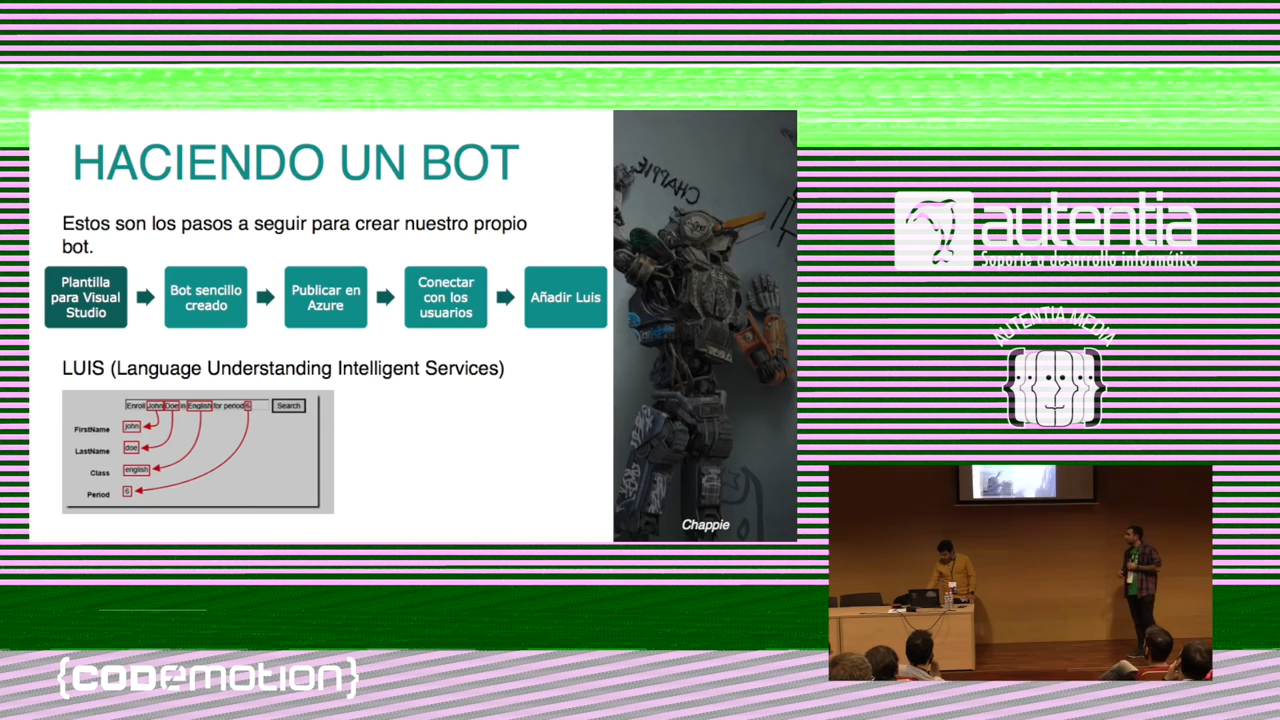 HACIENDO UN BOT
Estos son los pasos a seguir para crear nuestro propio
bot.
Plantilla
para Visual
Studio
Bot sencillo
creado
Publicar en
Azure
Conectar
con los
usuarios
Añadir Luis
LUIS (Language Understanding Intelligent Services)
Enroll John Doe in English for period 6
Search
FirstName
john
LastName
doe
Class
english
Period
6
CHAPPIE
Chappie
autentia
Soporte a desarrollo informático
AUTENTIA MEDIA
{CODEMOTION}